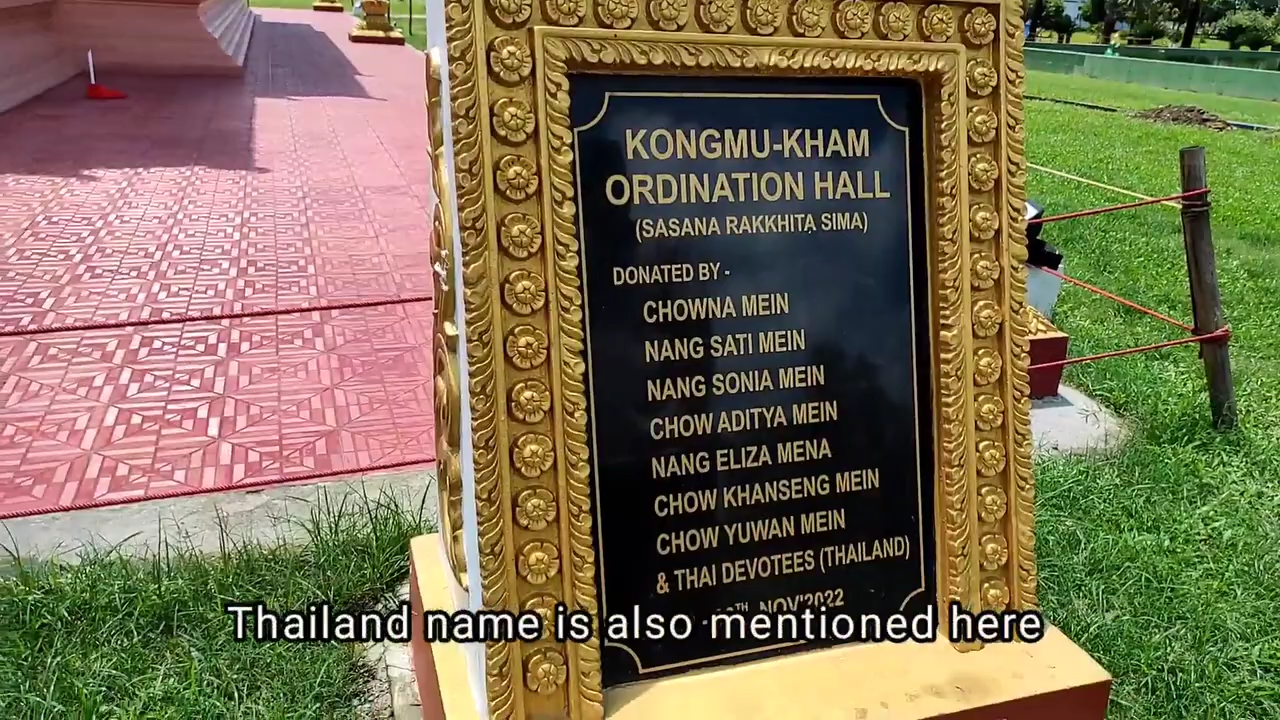 KONGMU-KHAM
ORDINATION HALL
(SASANA RAKKHITA SIMA)
DONATED BY -
CHOWNA MEIN
NANG SATI MEIN
NANG SONIA MEIN
CHOW ADITYA MEIN
NANG ELIZA MENA
CHOW KHANSENG MEIN
CHOW YUWAN MEIN
& THAI DEVOTEES (THAILAND)
NOV'2022
Thailand name is also mentioned here